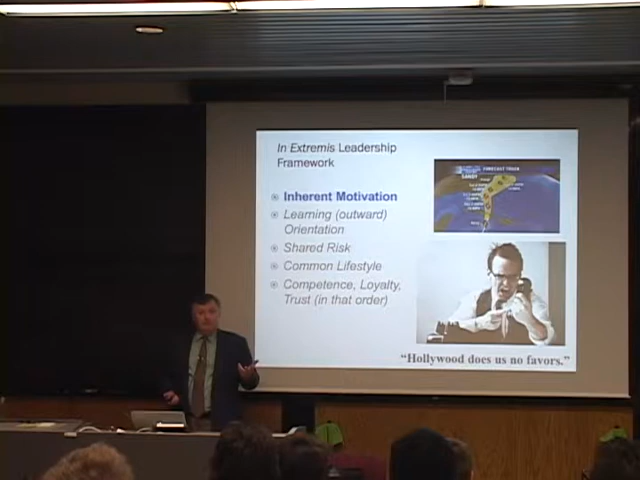 In Extremis Leadership
Framework
Inherent Motivation
Learning (outward)
Orientation
Shared Risk
Common Lifestyle
Competence, Loyalty,
Trust (in that order)
FORECAST TRACK
SANDY
“Hollywood does us no favors.”